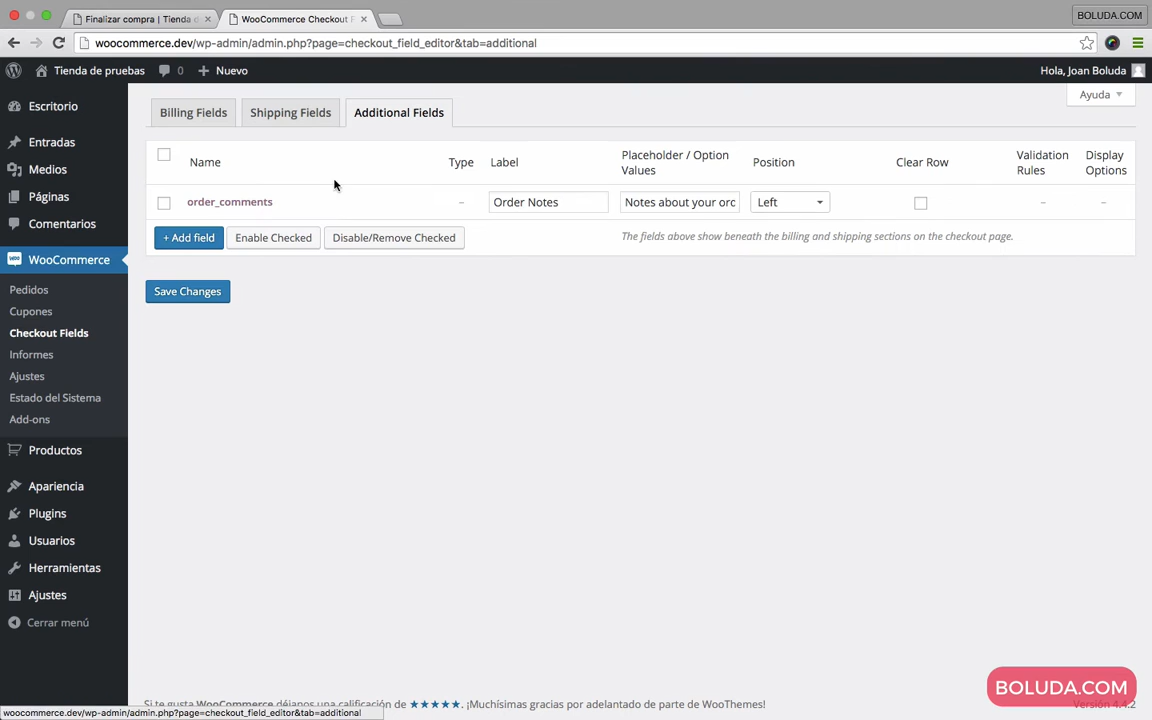 Finalizar compra | Tienda d
WooCommerce Checkout F
BOLUDA.COM
woocommerce.dev/wp-admin/admin.php?page=checkout_field_editor&tab=additional
Tienda de pruebas
0
+ Nuevo
Hola, Joan Boluda
Escritorio
Entradas
Medios
Páginas
Comentarios
WooCommerce
Pedidos
Cupones
Checkout Fields
Informes
Ajustes
Estado del Sistema
Add-ons
Productos
Apariencia
Plugins
Usuarios
Herramientas
Ajustes
Cerrar menú
Ayuda
Billing Fields
Shipping Fields
Additional Fields
Name
Type
Label
Placeholder / Option
Values
Position
Clear Row
Validation
Rules
Display
Options
order_comments
–
Order Notes
Notes about your orc
Left
–
–
+ Add field
Enable Checked
Disable/Remove Checked
The fields above show beneath the billing and shipping sections on the checkout page.
Save Changes
BOLUDA.COM
Si te gusta WooCommerce déjanos una calificación de ★★★★★. ¡Muchísimas gracias por adelantado de parte de WooThemes!
Versión 4.4.2
woocommerce.dev/wp-admin/admin.php?page=checkout_field_editor&tab=additional